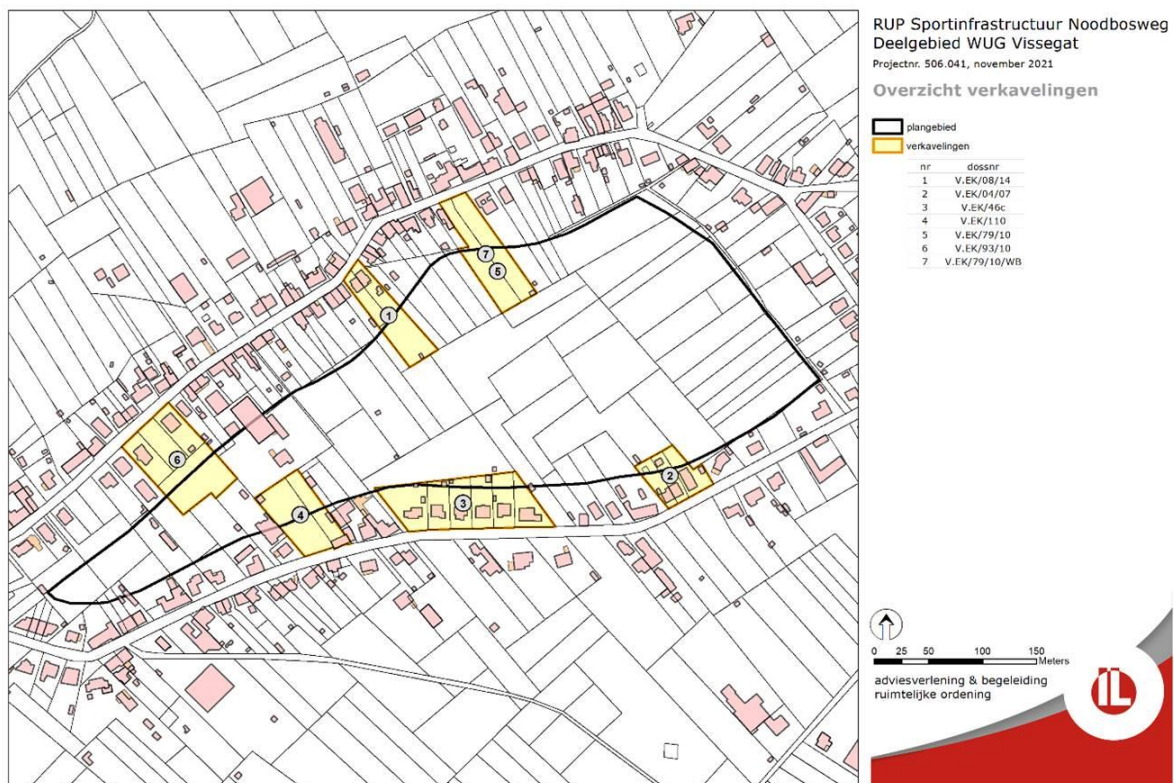 RUP Sportinfrastructuur Noodbosweg
Deelgebied WUG Vissegat
Projectnr. 506.041, november 2021
Overzicht verkavelingen
plangebied
verkavelingen
nr dossnr
1 V.EK/08/14
2 V.EK/04/07
3 V.EK/46c
4 V.EK/110
5 V.EK/79/10
6 V.EK/93/10
7 V.EK/79/10/WB
7
5
1
6
4
3
2
0 25 50 100 150
Meters
adviesverlening & begeleiding
ruimtelijke ordening
IL